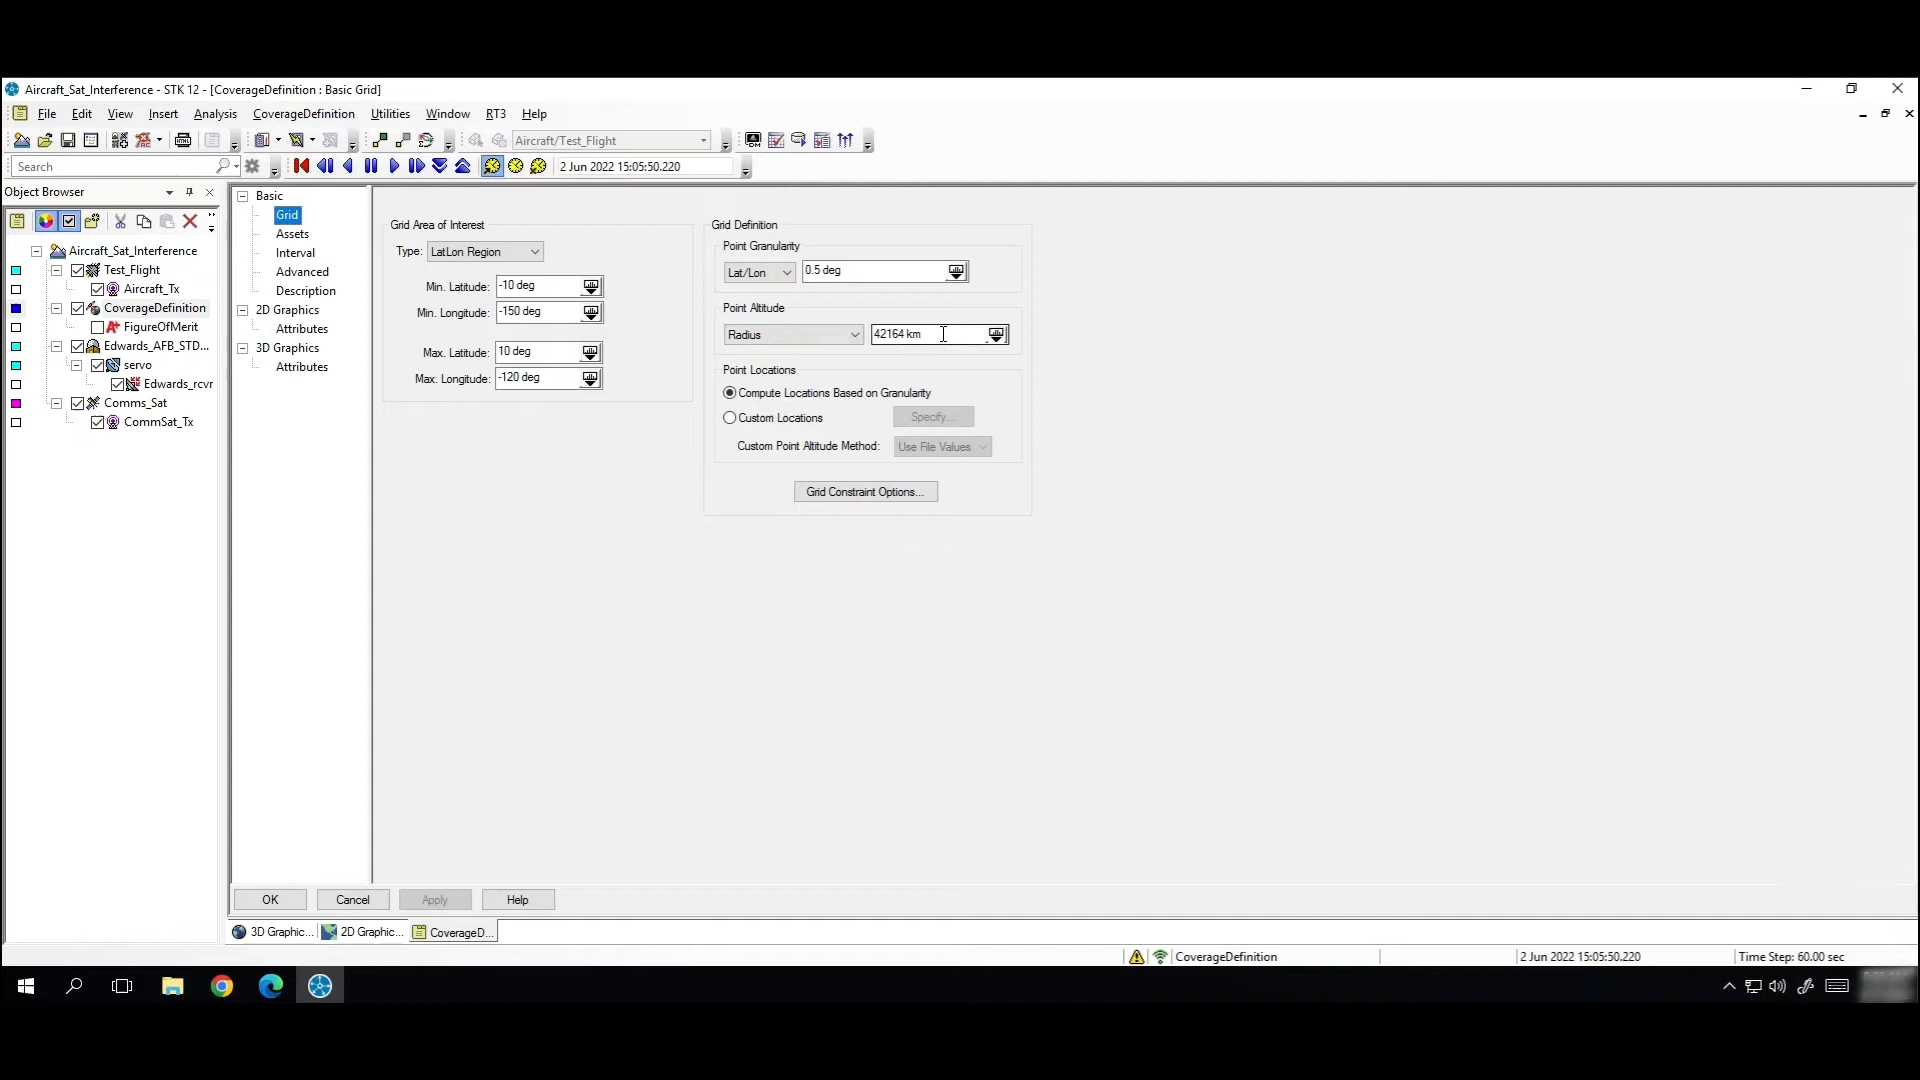 Aircraft_Sat_Interference - STK 12 - [CoverageDefinition : Basic Grid]
File Edit View Insert Analysis CoverageDefinition Utilities Window RT3 Help
Aircraft/Test_Flight
Search
2 Jun 2022 15:05:50.220
Object Browser
Aircraft_Sat_Interference
Test_Flight
Aircraft_Tx
CoverageDefinition
FigureOfMerit
Edwards_AFB_STD...
servo
Edwards_rcvr
Comms_Sat
CommSat_Tx
Basic
Grid
Assets
Interval
Advanced
Description
2D Graphics
Attributes
3D Graphics
Attributes
Grid Area of Interest
Type: LatLon Region
Min. Latitude: -10 deg
Min. Longitude: -150 deg
Max. Latitude: 10 deg
Max. Longitude: -120 deg
Grid Definition
Point Granularity
Lat/Lon 0.5 deg
Point Altitude
Radius 42164 km
Point Locations
Compute Locations Based on Granularity
Custom Locations Specify...
Custom Point Altitude Method: Use File Values
Grid Constraint Options...
OK Cancel Apply Help
3D Graphic... 2D Graphic... CoverageD...
CoverageDefinition 2 Jun 2022 15:05:50.220 Time Step: 60.00 sec